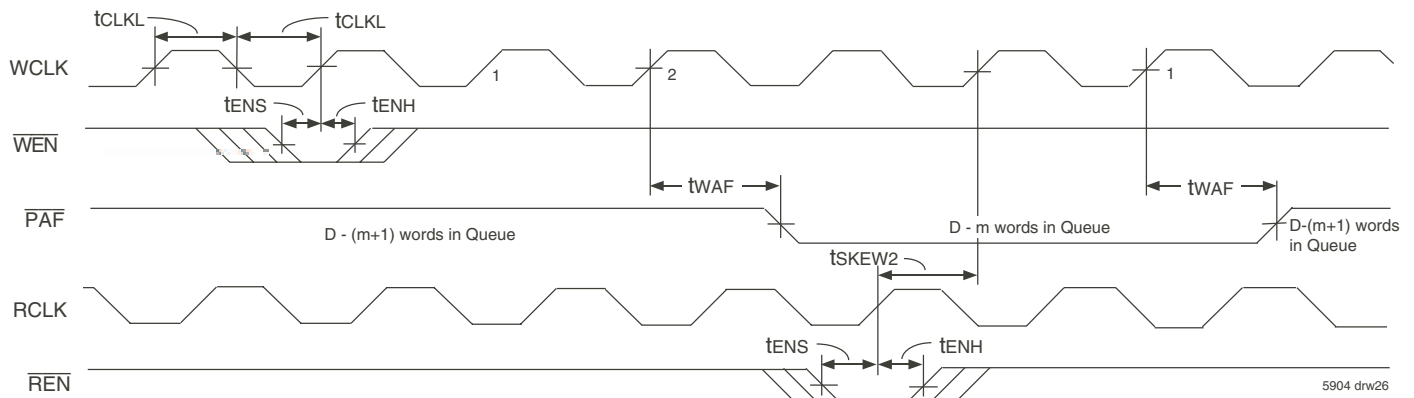 tCLKL
tCLKL
WCLK
1
2
1
tENS
tENH
WEN
tWAF
tWAF
PAF
D - (m+1) words in Queue
D - m words in Queue
D-(m+1) words
in Queue
tSKEW2
RCLK
tENS
tENH
REN
5904 drw26